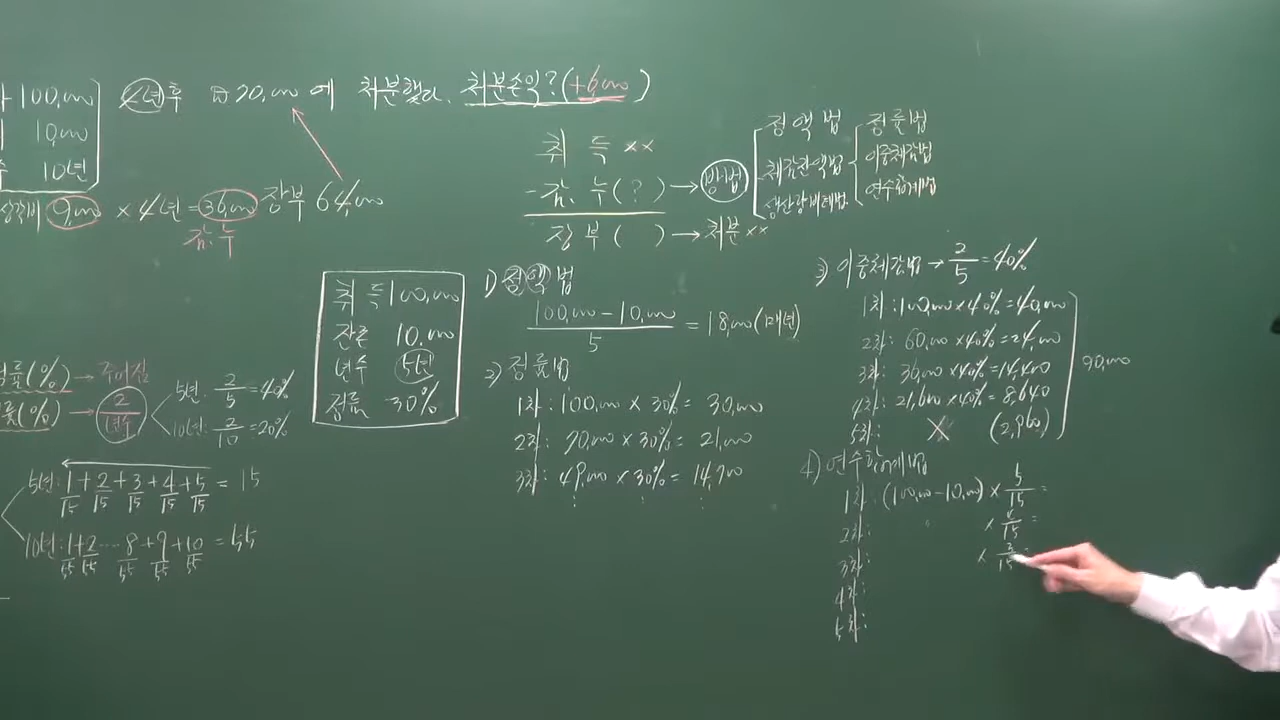 100,000
10,000
10년
4년후 ₩70,000에 처분했다. 처분손익?(+6,000)
9,000 × 4년 = 36,000 장부 64,000
감.누
취 득 ××
-감.누(?) → 방법
장 부 ( ) → 처분 ××
정액법
체감잔액법
생산량비례법
정률법
이중체감법
연수합계법
취 득 100,000
잔존 10,000
년수 5년
정률 30%
률(%) → 주어짐
률(%) → 2/년수
5년: 2/5 = 40%
10년: 2/10 = 20%
5년: 1/15 + 2/15 + 3/15 + 4/15 + 5/15 = 15
10년: 1/55 + 2/55 ... 8/55 + 9/55 + 10/55 = 55
1) 정액법
100,000 - 10,000 / 5 = 18,000(매년)
2) 정률법
1차: 100,000 × 30% = 30,000
2차: 70,000 × 30% = 21,000
3차: 49,000 × 30% = 14,700
3) 이중체감법 → 2/5 = 40%
1차: 100,000 × 40% = 40,000
2차: 60,000 × 40% = 24,000
3차: 36,000 × 40% = 14,400
4차: 21,600 × 40% = 8,640
5차: X (2,960)
90,000
4) 연수합계법
1차: (100,000 - 10,000) × 5/15 =
2차: × 4/15 =
3차: × 3/15 =
4차:
5차: